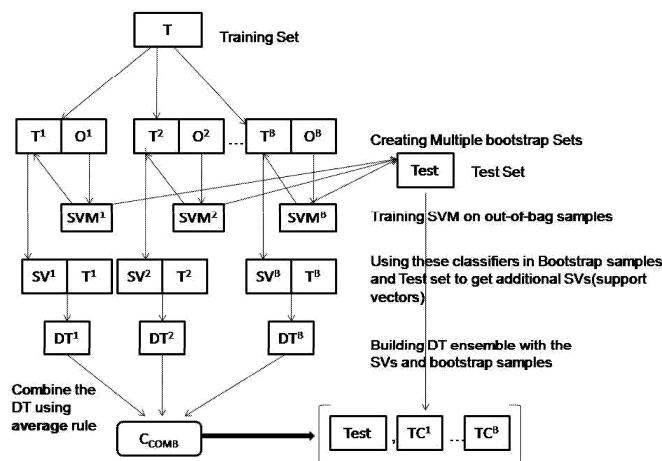 T
Training Set
T¹ O¹ T² O² ... Tᴮ Oᴮ
Creating Multiple bootstrap Sets
Test
Test Set
SVM¹ SVM² SVMᴮ
Training SVM on out-of-bag samples
Using these classifiers in Bootstrap samples
and Test set to get additional SVs(support
vectors)
SV¹ T¹ SV² T² SVᴮ Tᴮ
DT¹ DT² DTᴮ
Building DT ensemble with the
SVs and bootstrap samples
Combine the
DT using
average rule
C_COMB
Test , TC¹ ... TCᴮ